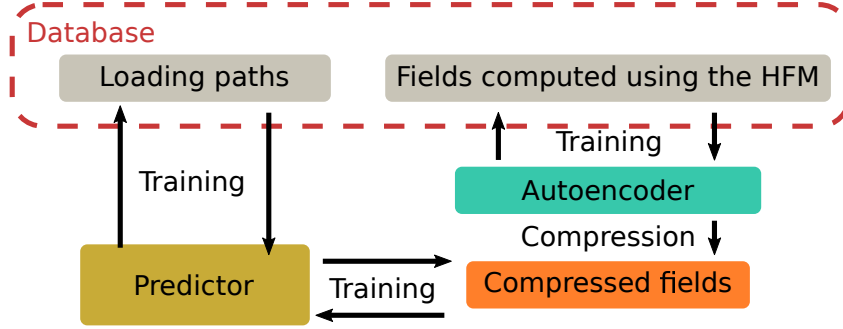 Database
Loading paths
Fields computed using the HFM
Training
Training
Autoencoder
Compression
Predictor
Training
Compressed fields